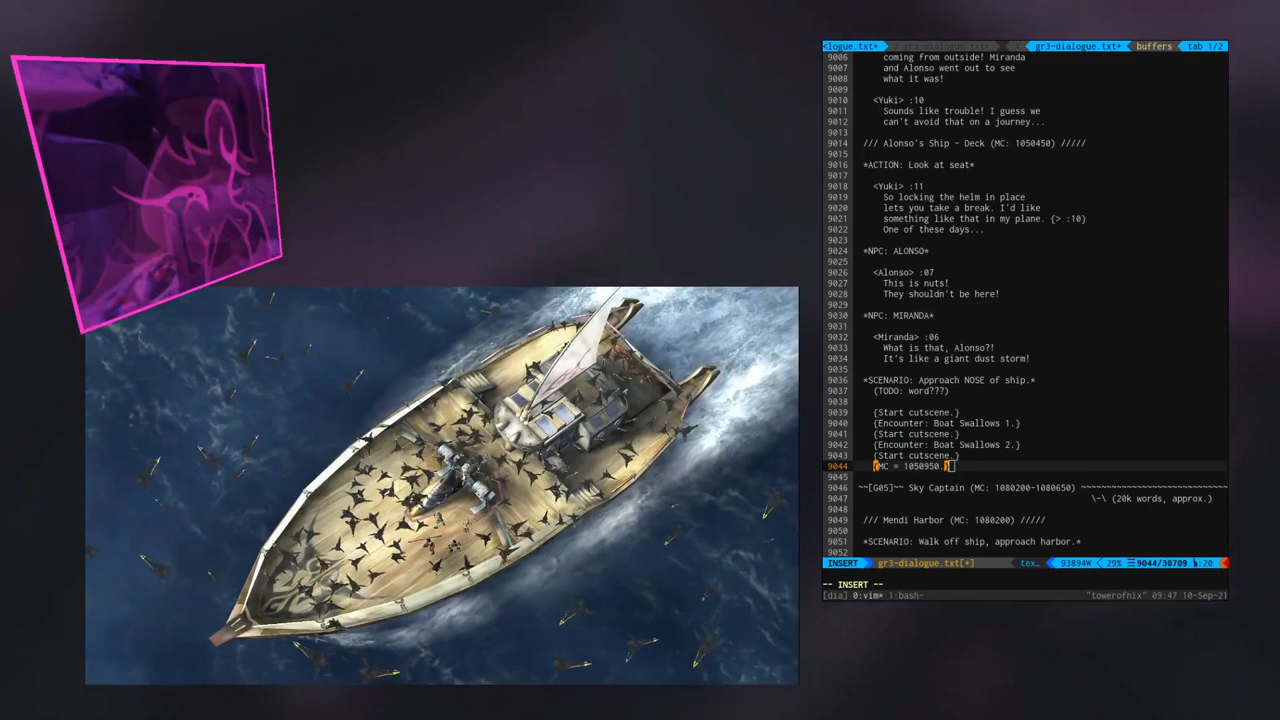 <logue.txt+ gr3-dialogue.txt+ buffers tab 1/2
9006 coming from outside! Miranda
9007 and Alonso went out to see
9008 what it was!
9009
9010 <Yuki> :10
9011 Sounds like trouble! I guess we
9012 can't avoid that on a journey...
9013
9014 /// Alonso's Ship - Deck (MC: 1050450) /////
9015
9016 *ACTION: Look at seat*
9017
9018 <Yuki> :11
9019 So locking the helm in place
9020 lets you take a break. I'd like
9021 something like that in my plane. {> :10}
9022 One of these days...
9023
9024 *NPC: ALONSO*
9025
9026 <Alonso> :07
9027 This is nuts!
9028 They shouldn't be here!
9029
9030 *NPC: MIRANDA*
9031
9032 <Miranda> :06
9033 What is that, Alonso?!
9034 It's like a giant dust storm!
9035
9036 *SCENARIO: Approach NOSE of ship.*
9037 (TODO: word???)
9038
9039 {Start cutscene.}
9040 {Encounter: Boat Swallows 1.}
9041 {Start cutscene.}
9042 {Encounter: Boat Swallows 2.}
9043 {Start cutscene.}
9044 {MC = 1050950.}
9045
9046 ~~[G05]~~ Sky Captain (MC: 1080200-1080650) ~~~~~~~~~~~~~~~~~~~~~~~~~~~~
9047 \-\ (20k words, approx.)
9048
9049 /// Mendi Harbor (MC: 1080200) /////
9050
9051 *SCENARIO: Walk off ship, approach harbor.*
9052
INSERT gr3-dialogue.txt[+] tex… 93894W 29% 9044/30709 :20
-- INSERT --
[dia] 0:vim* 1:bash- "towerofnix" 09:47 10-Sep-21